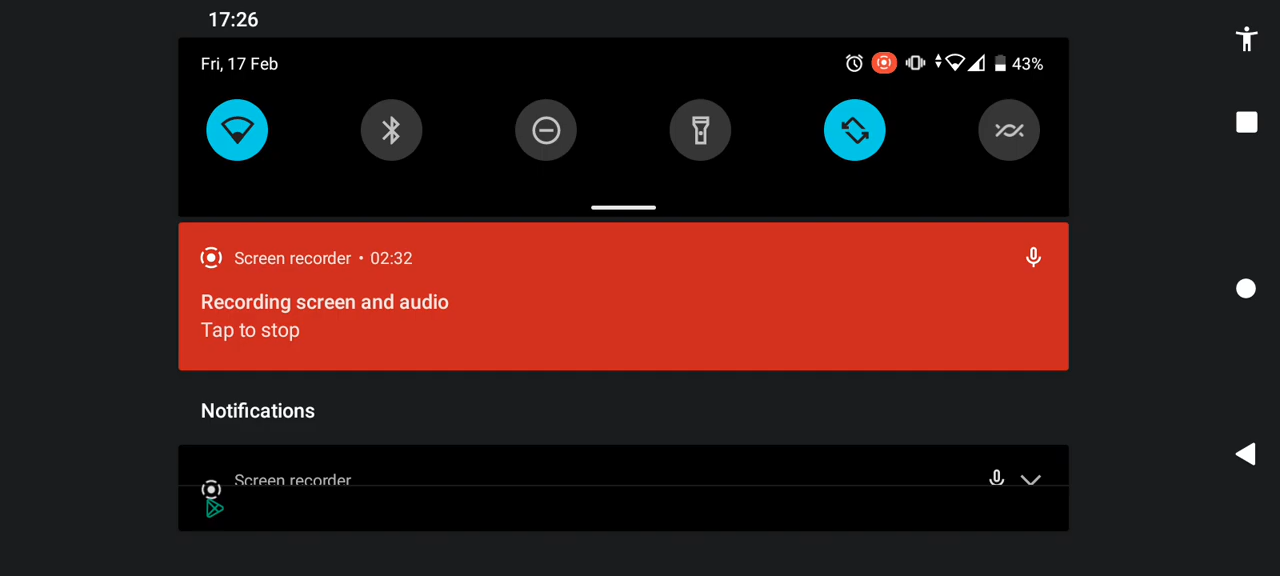 17:26
Fri, 17 Feb
43%
Screen recorder • 02:32
Recording screen and audio
Tap to stop
Notifications
Screen recorder